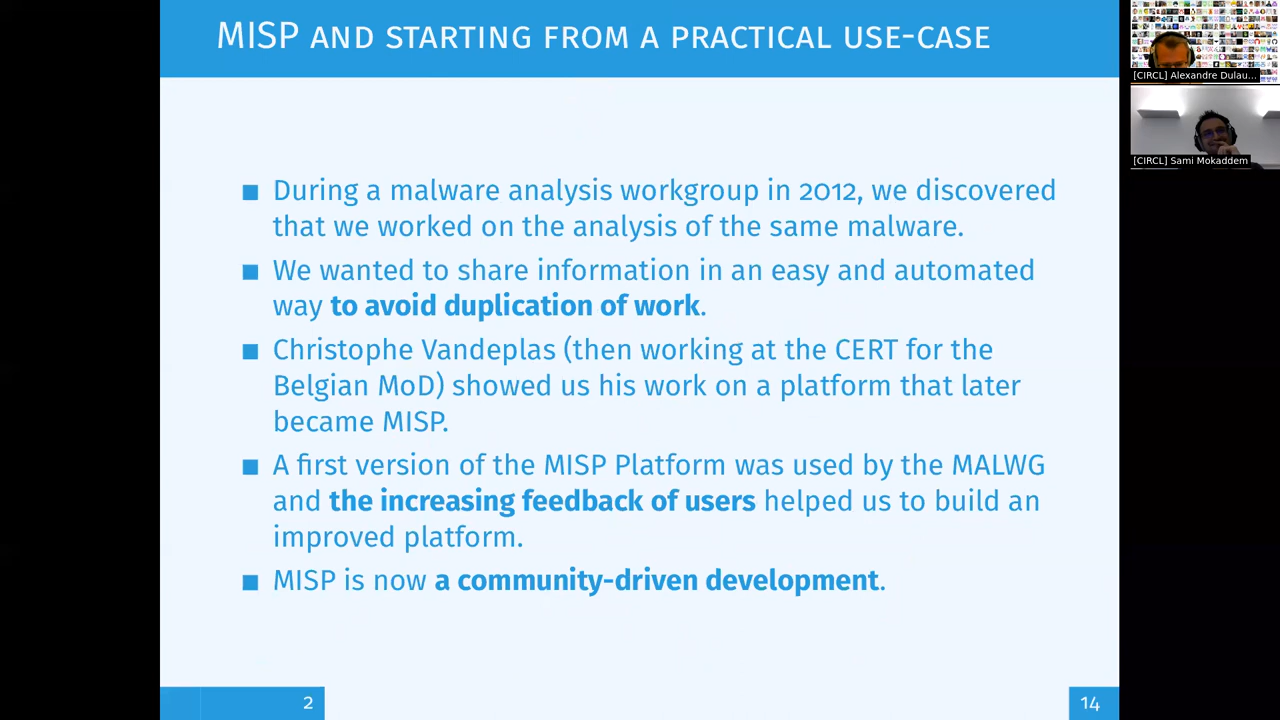 MISP AND STARTING FROM A PRACTICAL USE-CASE
During a malware analysis workgroup in 2012, we discovered
that we worked on the analysis of the same malware.
We wanted to share information in an easy and automated
way to avoid duplication of work.
Christophe Vandeplas (then working at the CERT for the
Belgian MoD) showed us his work on a platform that later
became MISP.
A first version of the MISP Platform was used by the MALWG
and the increasing feedback of users helped us to build an
improved platform.
MISP is now a community-driven development.
2
14
[CIRCL] Alexandre Dulau...
[CIRCL] Sami Mokaddem